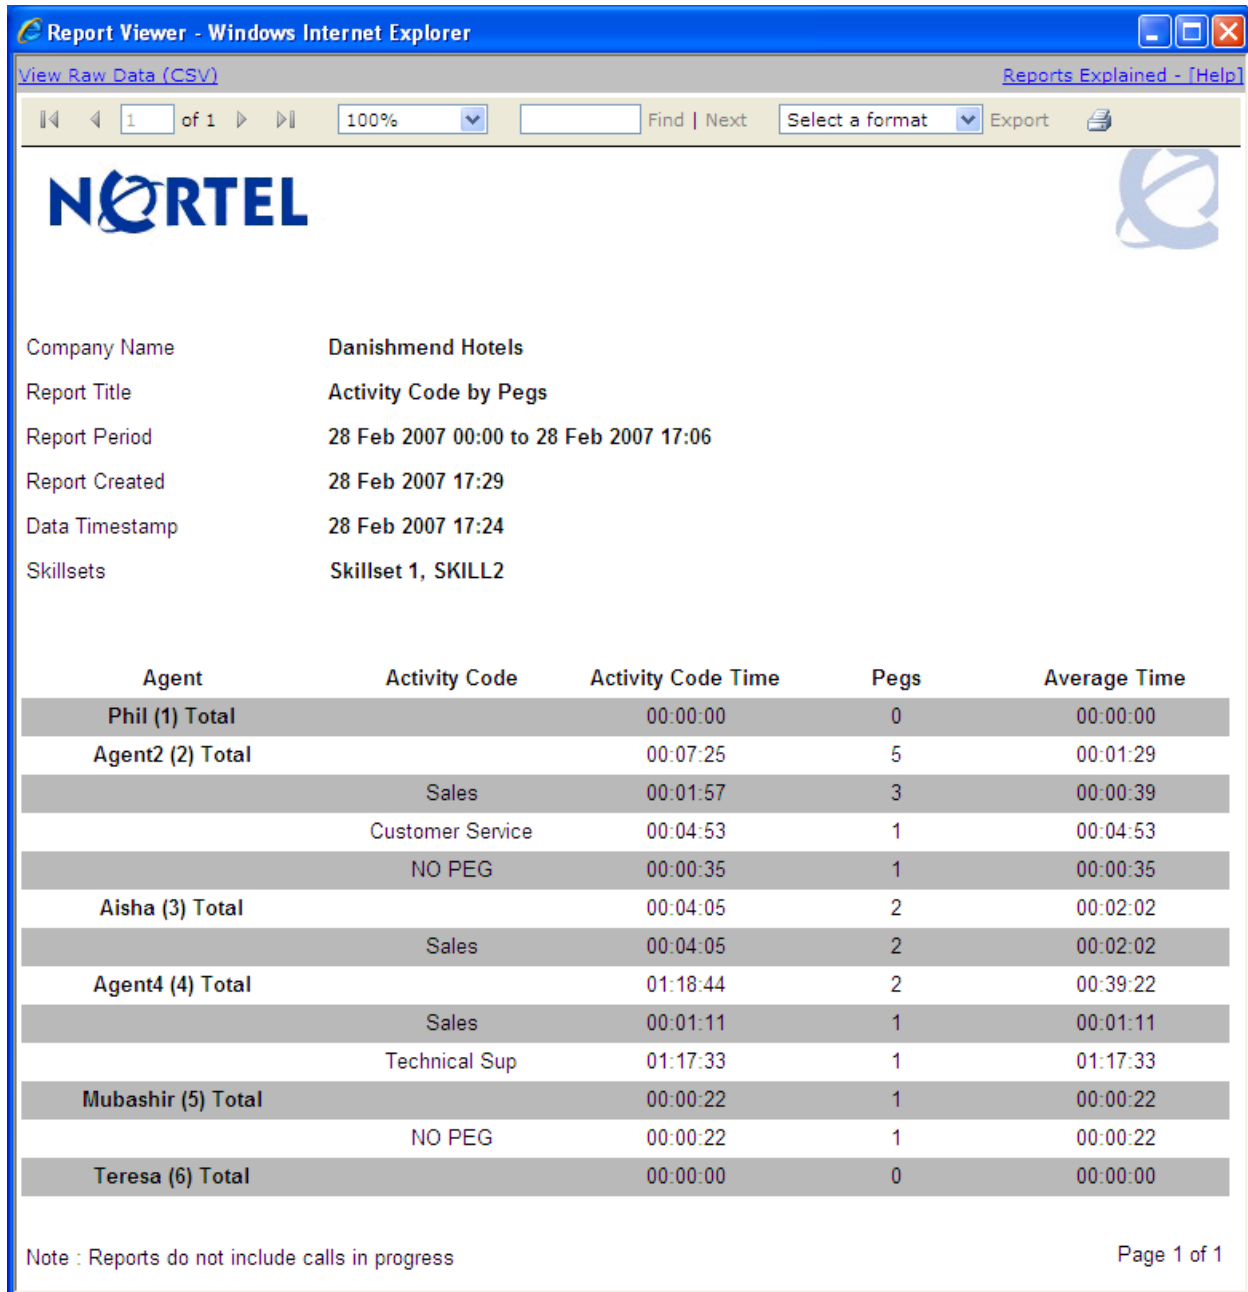 Report Viewer - Windows Internet Explorer
View Raw Data (CSV) Reports Explained - [Help]
1 of 1 100% Find | Next Select a format Export
NORTEL
Company Name Danishmend Hotels
Report Title Activity Code by Pegs
Report Period 28 Feb 2007 00:00 to 28 Feb 2007 17:06
Report Created 28 Feb 2007 17:29
Data Timestamp 28 Feb 2007 17:24
Skillsets Skillset 1, SKILL2
Agent Activity Code Activity Code Time Pegs Average Time
Phil (1) Total 00:00:00 0 00:00:00
Agent2 (2) Total 00:07:25 5 00:01:29
Sales 00:01:57 3 00:00:39
Customer Service 00:04:53 1 00:04:53
NO PEG 00:00:35 1 00:00:35
Aisha (3) Total 00:04:05 2 00:02:02
Sales 00:04:05 2 00:02:02
Agent4 (4) Total 01:18:44 2 00:39:22
Sales 00:01:11 1 00:01:11
Technical Sup 01:17:33 1 01:17:33
Mubashir (5) Total 00:00:22 1 00:00:22
NO PEG 00:00:22 1 00:00:22
Teresa (6) Total 00:00:00 0 00:00:00
Note : Reports do not include calls in progress Page 1 of 1